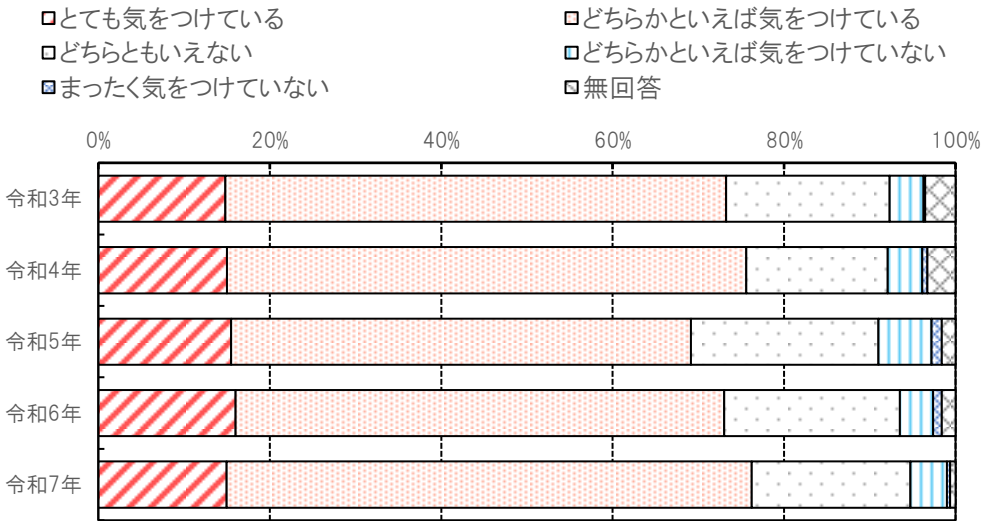 とても気をつけている どちらかといえば気をつけている
どちらともいえない どちらかといえば気をつけていない
まったく気をつけていない 無回答
0% 20% 40% 60% 80% 100%
令和3年
令和4年
令和5年
令和6年
令和7年